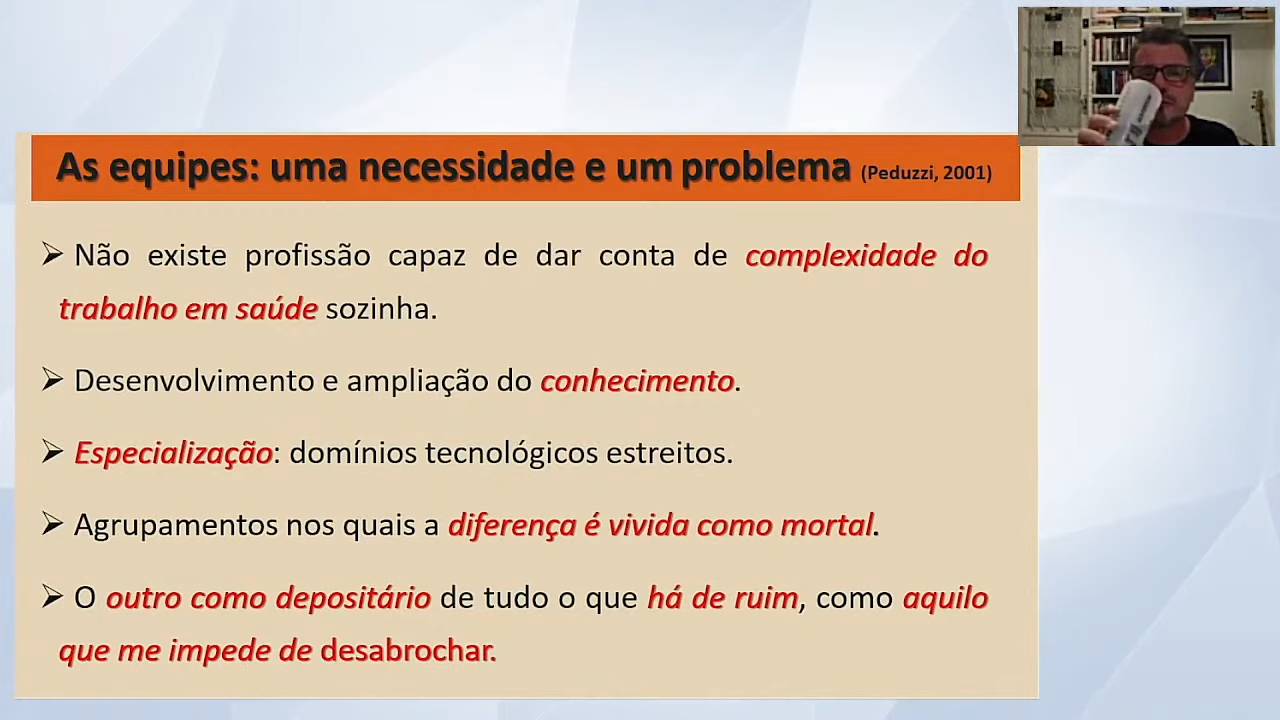 As equipes: uma necessidade e um problema (Peduzzi, 2001)
➢ Não existe profissão capaz de dar conta de complexidade do
trabalho em saúde sozinha.
➢ Desenvolvimento e ampliação do conhecimento.
➢ Especialização: domínios tecnológicos estreitos.
➢ Agrupamentos nos quais a diferença é vivida como mortal.
➢ O outro como depositário de tudo o que há de ruim, como aquilo
que me impede de desabrochar.